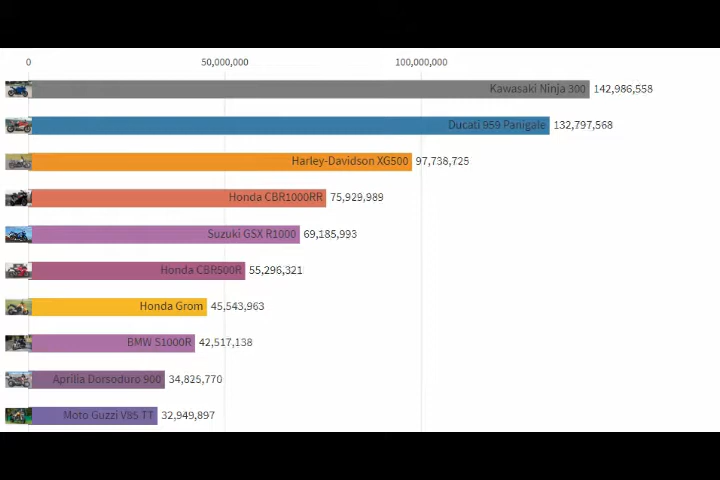 0 50,000,000 100,000,000
Kawasaki Ninja 300 142,986,558
Ducati 959 Panigale 132,797,568
Harley-Davidson XG500 97,738,725
Honda CBR1000RR 75,929,989
Suzuki GSX R1000 69,185,993
Honda CBR500R 55,296,321
Honda Grom 45,543,963
BMW S1000R 42,517,138
Aprilia Dorsoduro 900 34,825,770
Moto Guzzi V85 TT 32,949,897